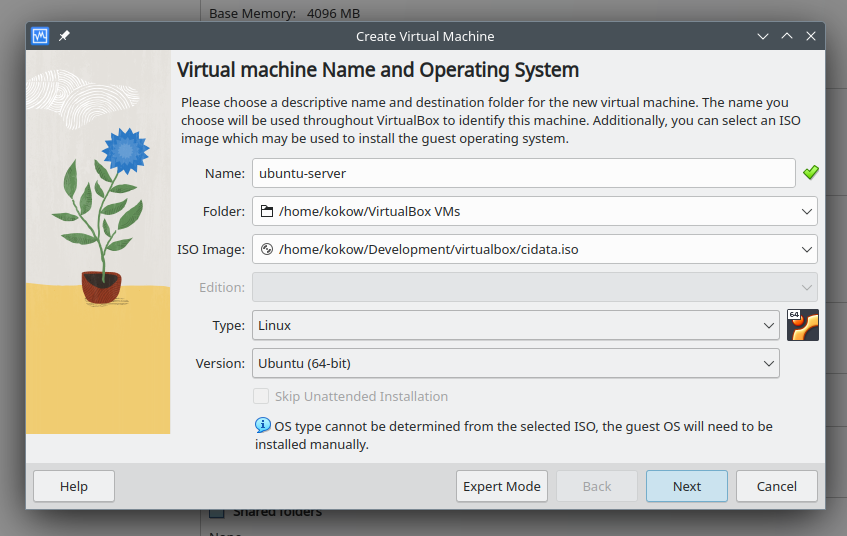 Base Memory: 4096 MB
Create Virtual Machine
Virtual machine Name and Operating System
Please choose a descriptive name and destination folder for the new virtual machine. The name you
choose will be used throughout VirtualBox to identify this machine. Additionally, you can select an ISO
image which may be used to install the guest operating system.
Name: ubuntu-server
Folder: /home/kokow/VirtualBox VMs
ISO Image: /home/kokow/Development/virtualbox/cidata.iso
Edition:
Type: Linux
64
Version: Ubuntu (64-bit)
Skip Unattended Installation
OS type cannot be determined from the selected ISO, the guest OS will need to be
installed manually.
Help Expert Mode Back Next Cancel
Shared folders
None